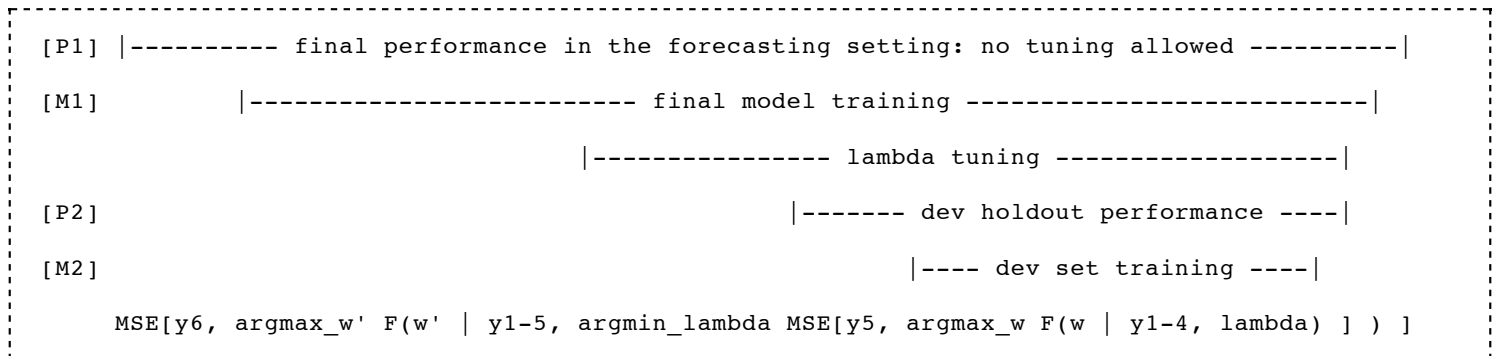 [P1] |---------- final performance in the forecasting setting: no tuning allowed ----------|
[M1] |-------------------------- final model training ---------------------------|
|---------------- lambda tuning -------------------|
[P2] |------- dev holdout performance ----|
[M2] |---- dev set training ----|
MSE[y6, argmax_w' F(w' | y1-5, argmin_lambda MSE[y5, argmax_w F(w | y1-4, lambda) ] ) ]